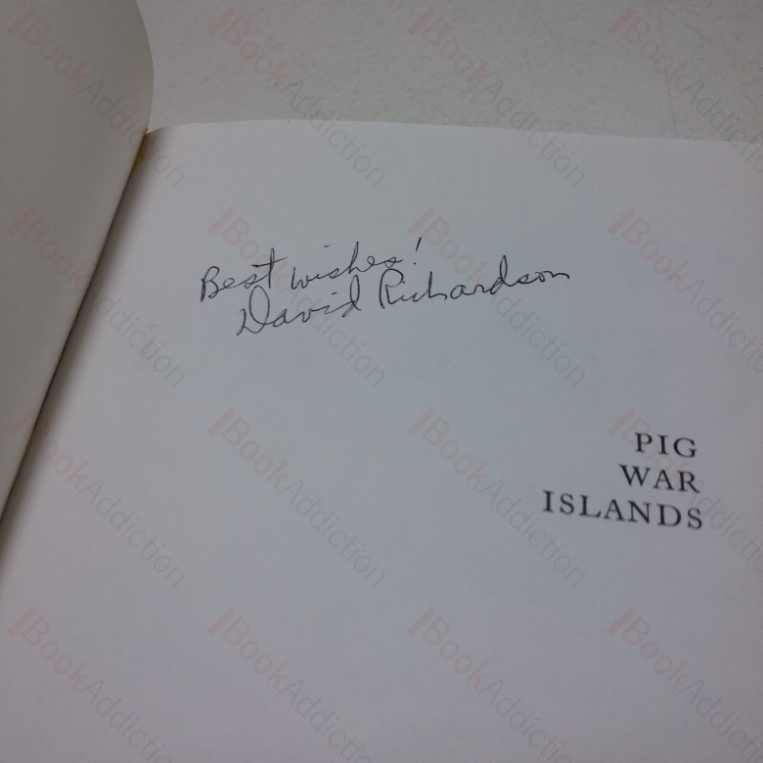 Best wishes!
David Richardson
PIG
WAR
ISLANDS
IBookAddiction